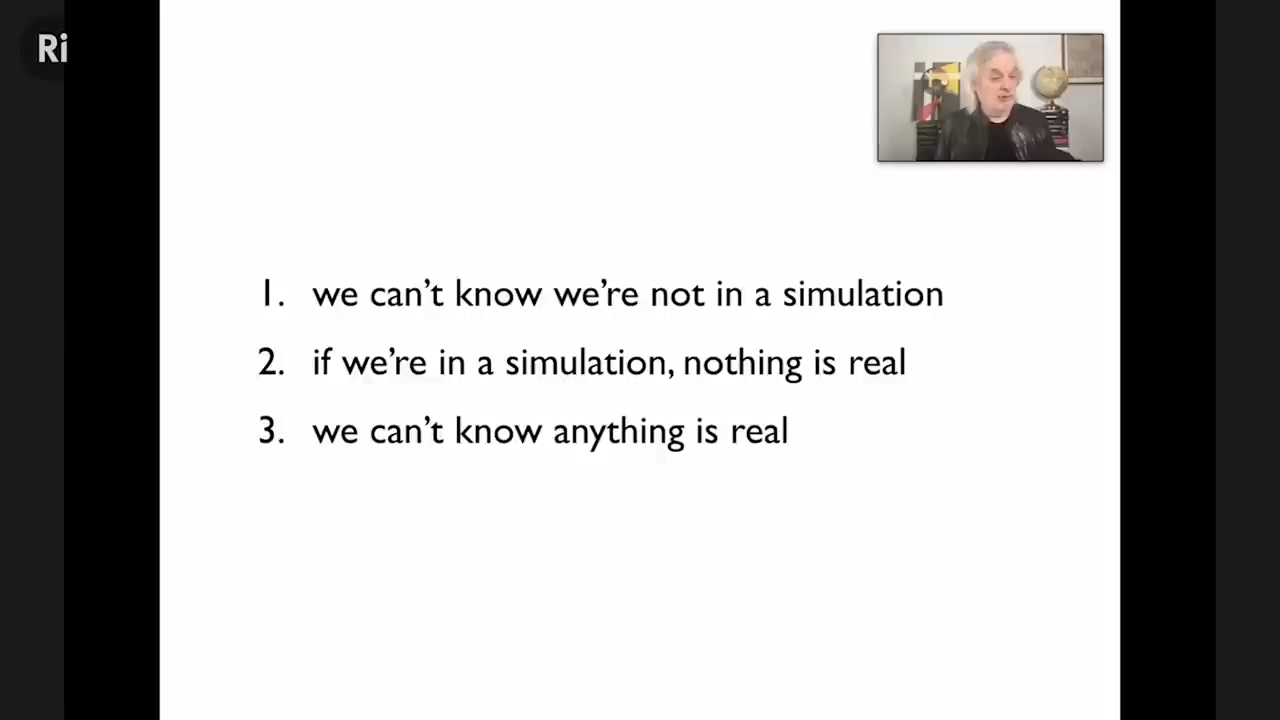 Ri
1. we can't know we're not in a simulation
2. if we're in a simulation, nothing is real
3. we can't know anything is real